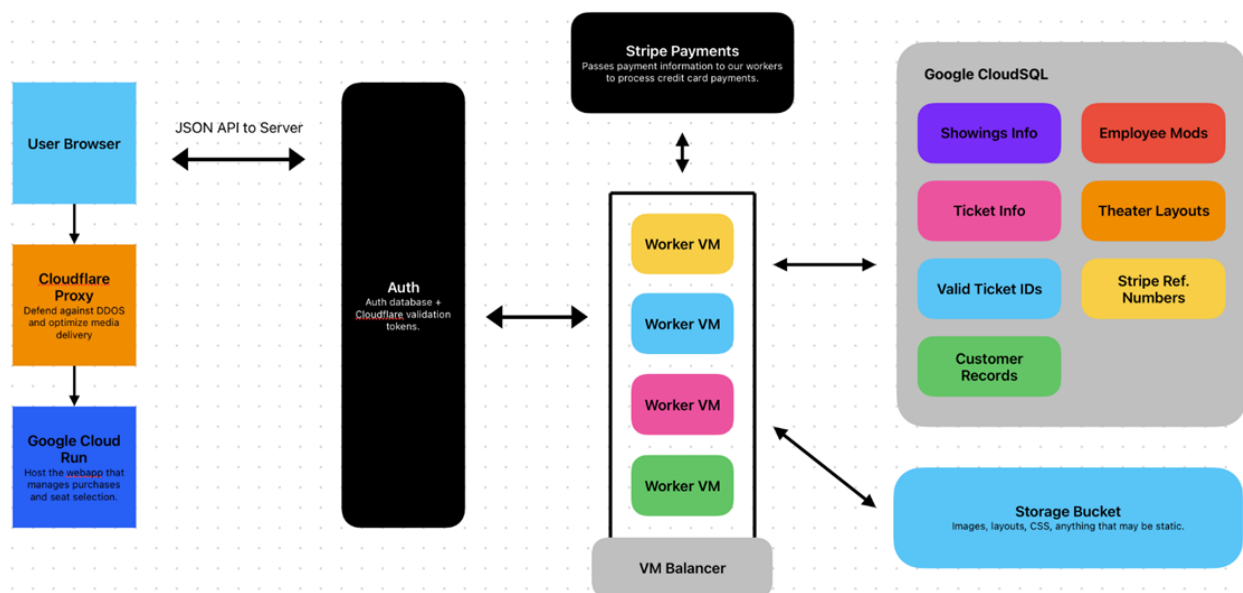 User Browser
Cloudflare
Proxy
Defend against DDOS
and optimize media
delivery
Google Cloud
Run
Host the webapp that
manages purchases
and seat selection.
JSON API to Server
Auth
Auth database +
Cloudflare validation
tokens.
Stripe Payments
Passes payment information to our workers
to process credit card payments.
Worker VM
Worker VM
Worker VM
Worker VM
VM Balancer
Google CloudSQL
Showings Info
Employee Mods
Ticket Info
Theater Layouts
Valid Ticket IDs
Stripe Ref.
Numbers
Customer
Records
Storage Bucket
Images, layouts, CSS, anything that may be static.